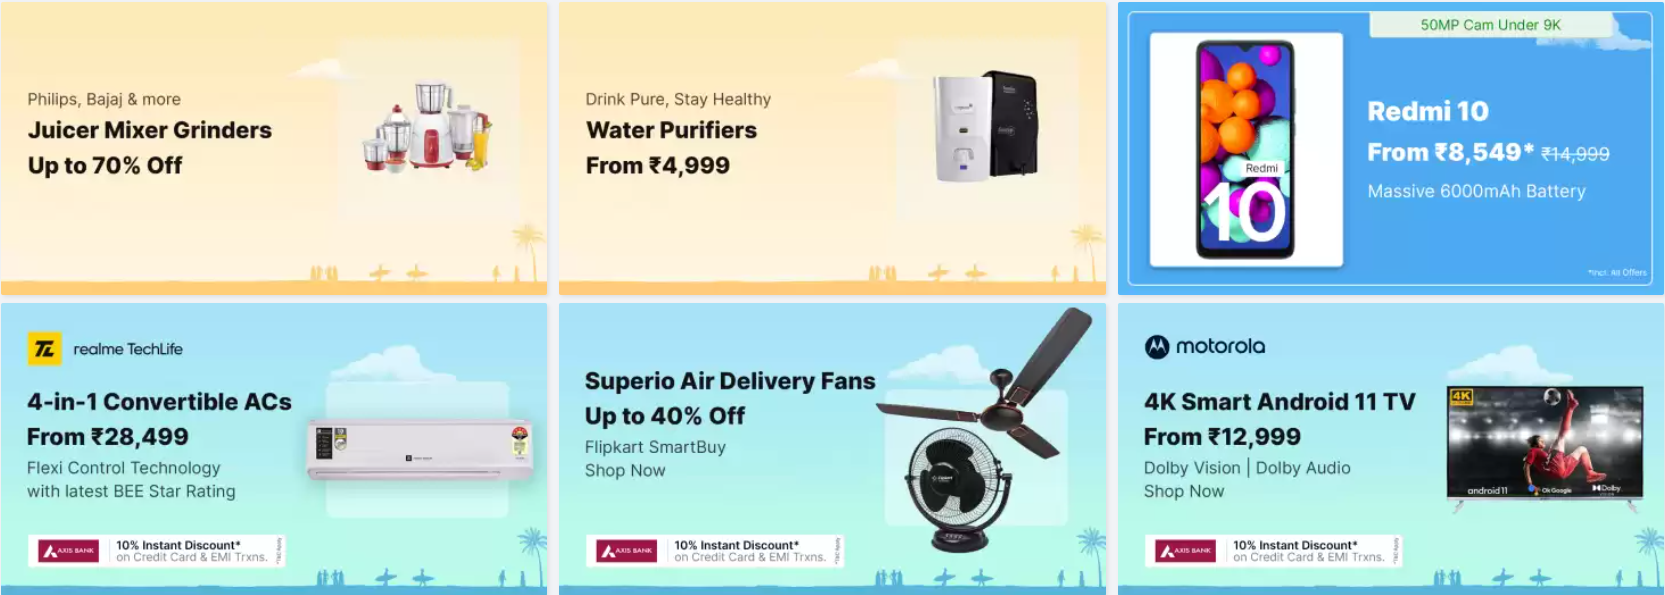 Philips, Bajaj & more
Juicer Mixer Grinders
Up to 70% Off
Drink Pure, Stay Healthy
Water Purifiers
From ₹4,999
50MP Cam Under 9K
Redmi 10
From ₹8,549* ₹14,999
Massive 6000mAh Battery
Redmi
10
*Incl. All Offers
TL realme TechLife
4-in-1 Convertible ACs
From ₹28,499
Flexi Control Technology
with latest BEE Star Rating
AXIS BANK
10% Instant Discount*
on Credit Card & EMI Trxns.
*T&C Apply
Superio Air Delivery Fans
Up to 40% Off
Flipkart SmartBuy
Shop Now
AXIS BANK
10% Instant Discount*
on Credit Card & EMI Trxns.
*T&C Apply
motorola
4K Smart Android 11 TV
From ₹12,999
Dolby Vision | Dolby Audio
Shop Now
4K
android 11
Ok Google
Dolby
VISION
AXIS BANK
10% Instant Discount*
on Credit Card & EMI Trxns.
*T&C Apply